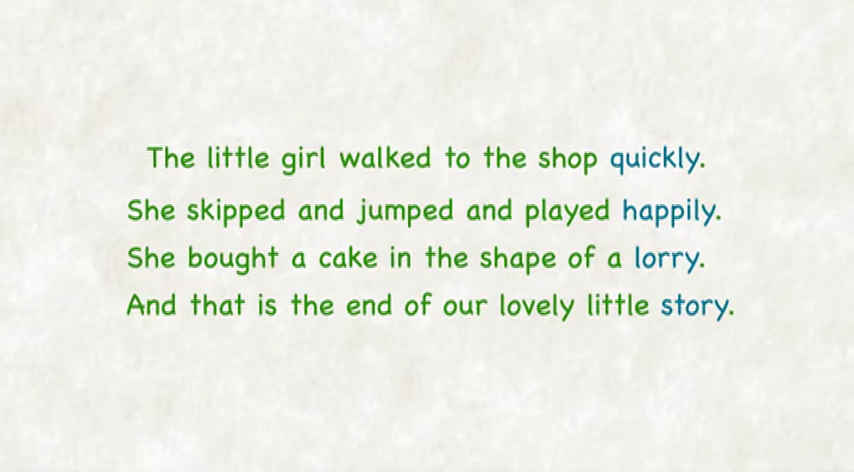 The little girl walked to the shop quickly.
She skipped and jumped and played happily.
She bought a cake in the shape of a lorry.
And that is the end of our lovely little story.